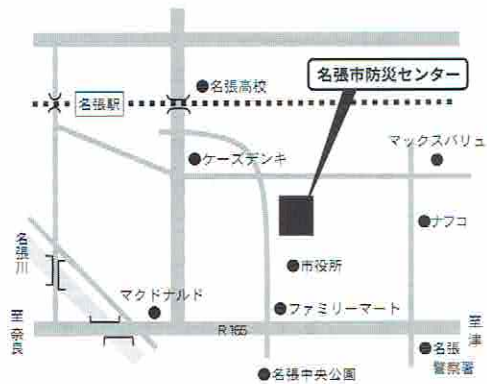 名張市防災センター
名張高校
名張駅
マックスバリュ
ケーズデンキ
ナフコ
名張川
市役所
マクドナルド
ファミリーマート
至奈良
R165
至津
名張
警察署
名張中央公園